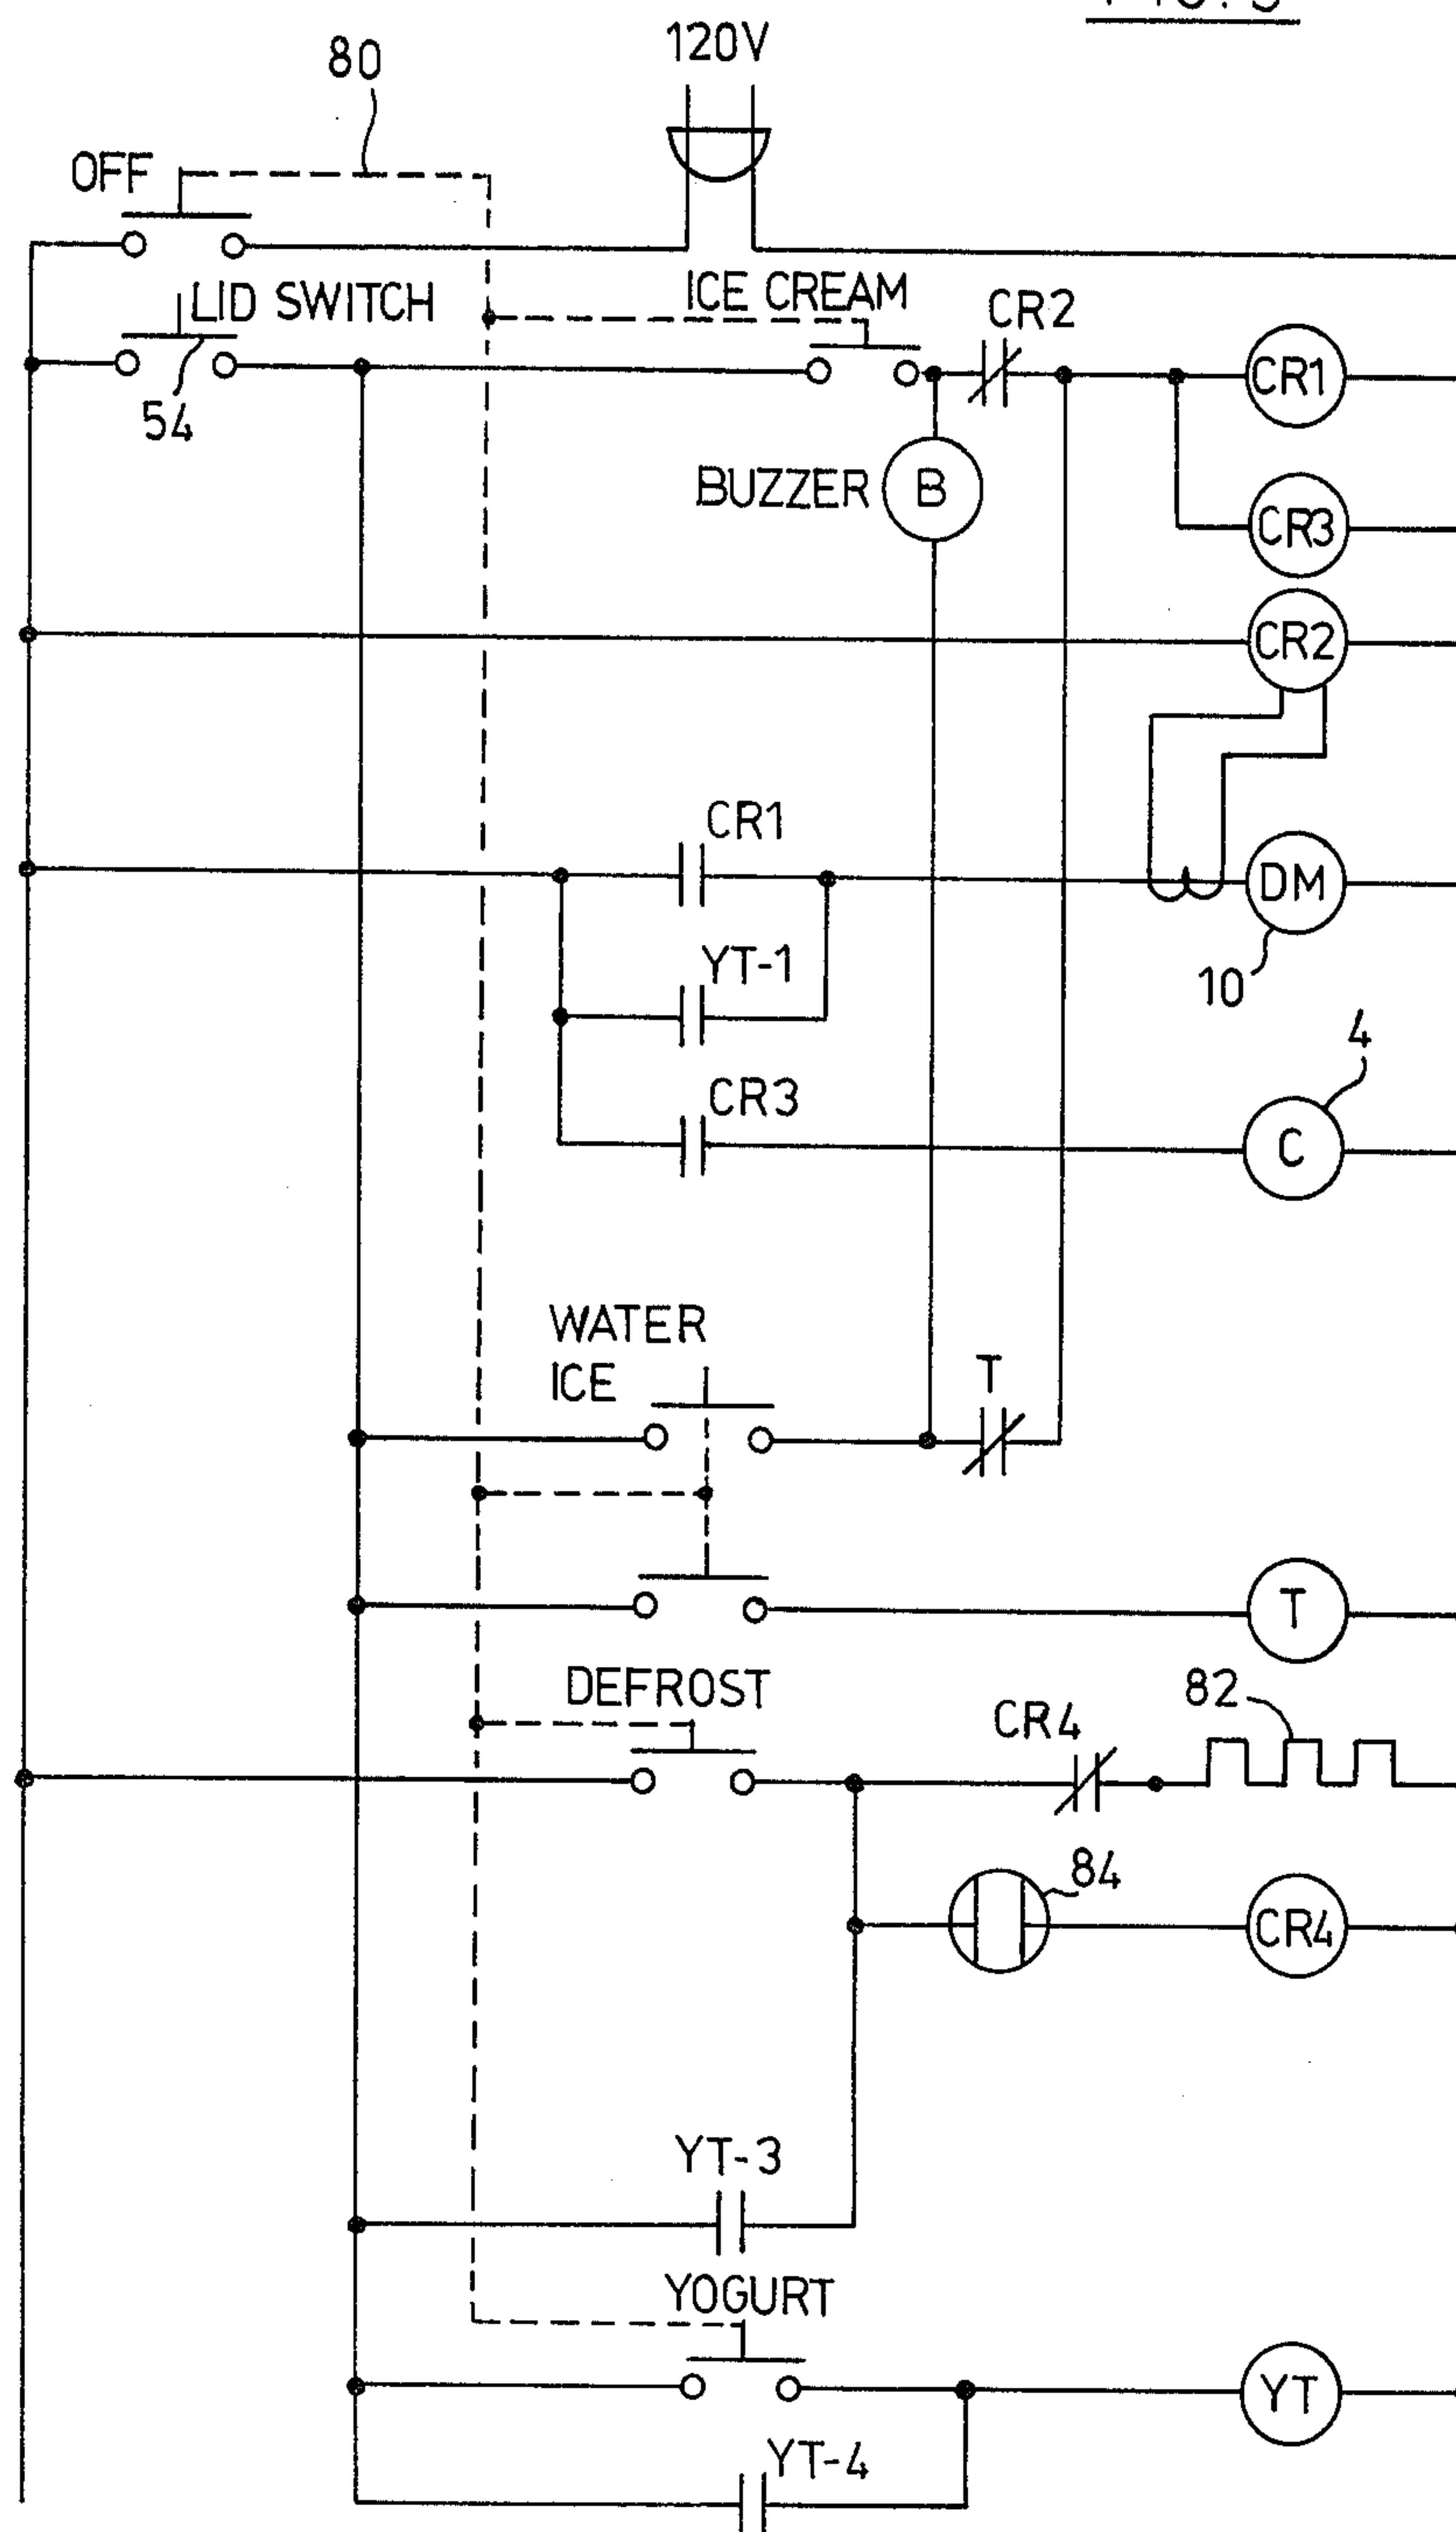 120V
80
OFF
LID SWITCH
ICE CREAM
CR2
CR1
54
BUZZER
B
CR3
CR2
CR1
DM
YT-1
10
4
CR3
C
WATER
ICE
T
T
DEFROST
82
CR4
84
CR4
YT-3
YOGURT
YT
YT-4